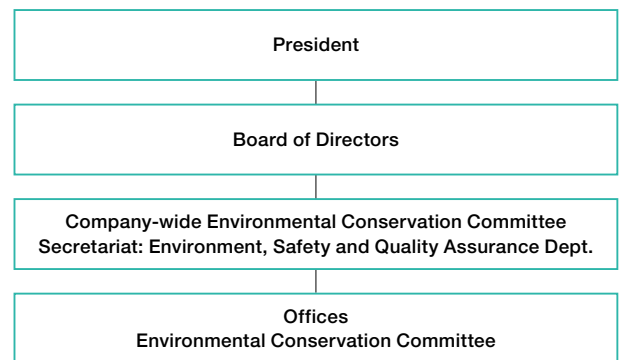 President
Board of Directors
Company-wide Environmental Conservation Committee
Secretariat: Environment, Safety and Quality Assurance Dept.
Offices
Environmental Conservation Committee